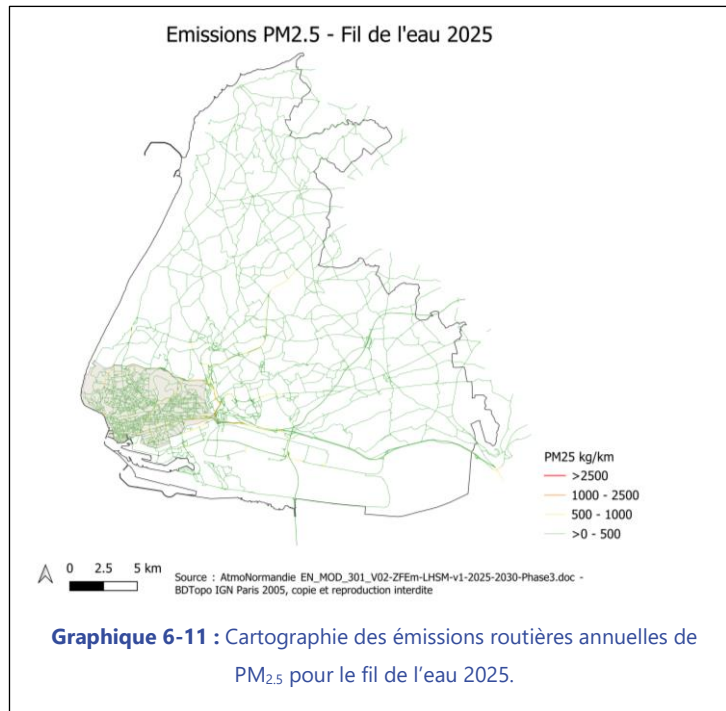 Emissions PM2.5 - Fil de l'eau 2025
PM25 kg/km
>2500
1000 - 2500
500 - 1000
>0 - 500
0 2.5 5 km
Source : AtmoNormandie EN_MOD_301_V02-ZFEm-LHSM-v1-2025-2030-Phase3.doc -
BDTopo IGN Paris 2005, copie et reproduction interdite
Graphique 6-11 : Cartographie des émissions routières annuelles de
PM2.5 pour le fil de l’eau 2025.